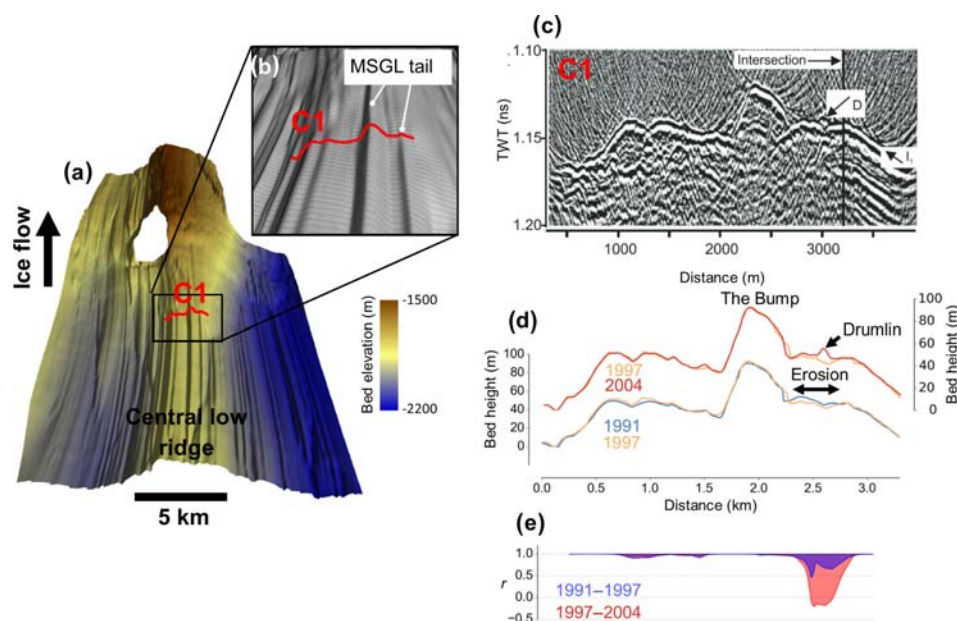 (a)
Ice flow
C1
Central low
ridge
5 km
Bed elevation (m)
-1500
-2200
(b)
MSGL tail
C1
(c)
C1
TWT (ns)
1.10
1.15
1.20
Intersection
D
I,
1000
2000
3000
Distance (m)
(d)
The Bump
Drumlin
1997
2004
Erosion
1991
1997
Bed height (m)
100
80
60
40
20
0
100
80
60
40
20
0
Bed height (m)
0.0 0.5 1.0 1.5 2.0 2.5 3.0
Distance (km)
(e)
r
1.0
0.5
0.0
−0.5
1991–1997
1997–2004